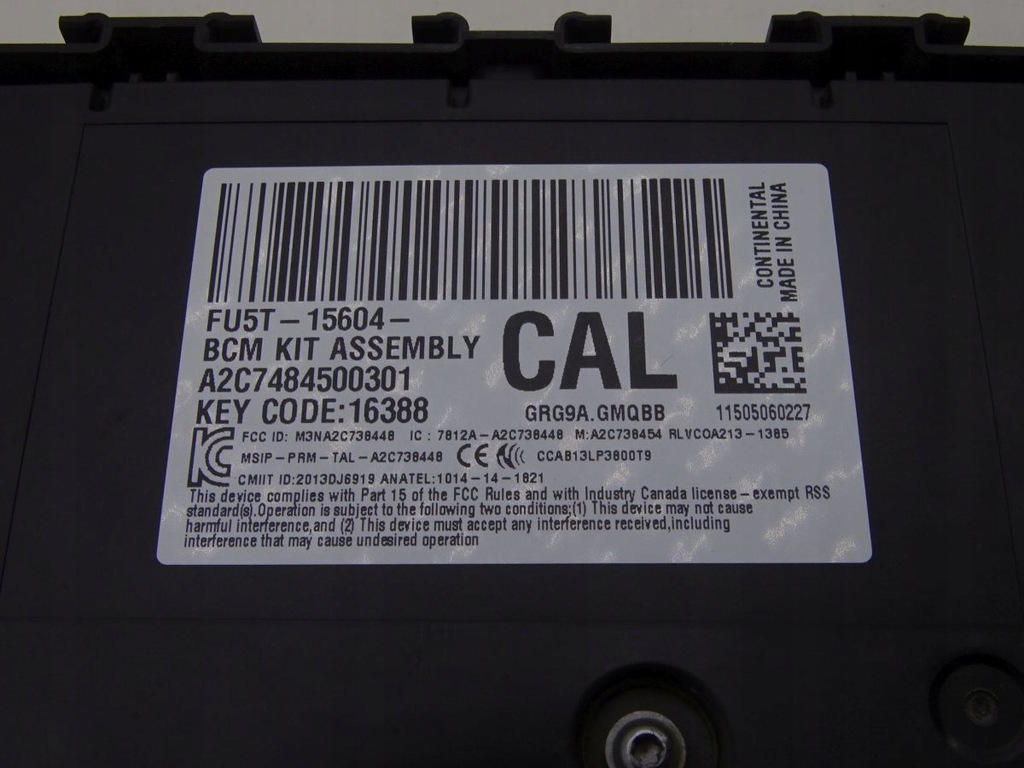 CONTINENTAL
MADE IN CHINA
FU5T-15604- CAL
BCM KIT ASSEMBLY
A2C7484500301
KEY CODE:16388 GRG9A.GMQBB 11505060227
FCC ID: M3NA2C738448 IC: 7812A-A2C738448 M:A2C738454 RLVCOA213-1385
MSIP-PRM-TAL-A2C738448 CE CCAB13LP3800T9
CMIIT ID:2013DJ6919 ANATEL:1014-14-1821
This device complies with Part 15 of the FCC Rules and with Industry Canada license-exempt RSS
standard(s).Operation is subject to the following two conditions;(1) This device may not cause
harmful interference,and (2) This device must accept any interference received,including
interference that may cause undesired operation